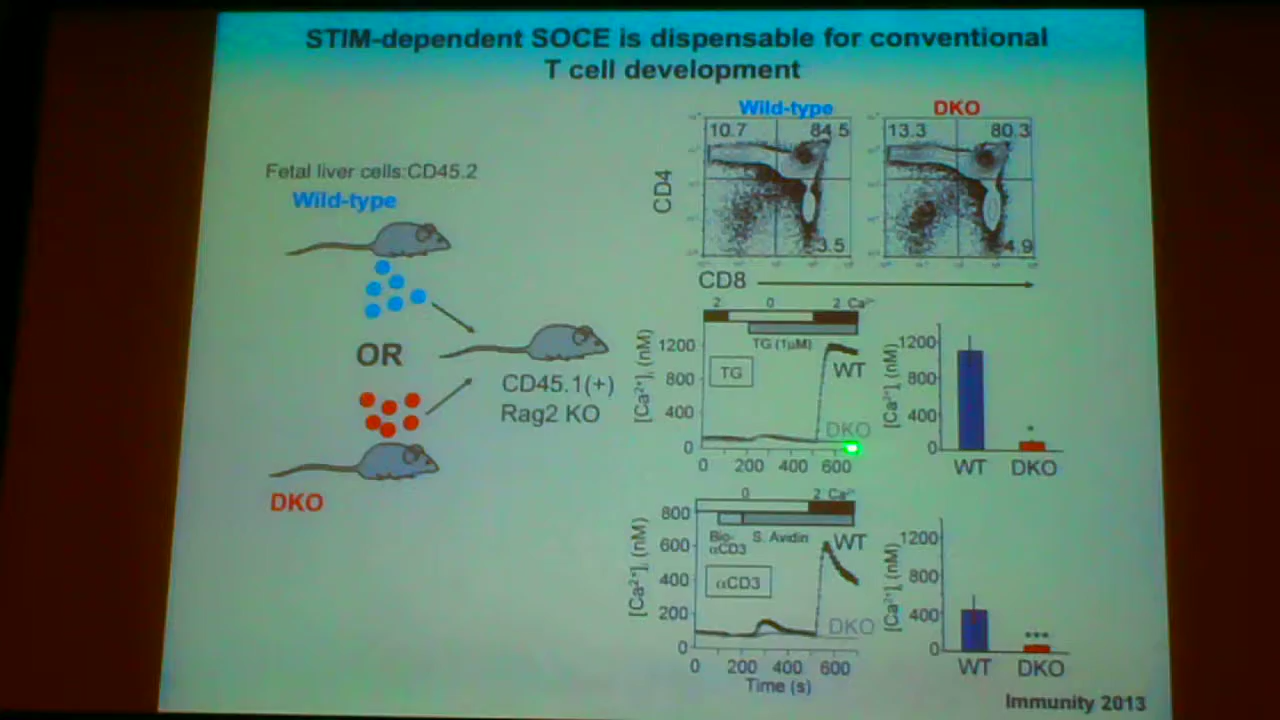 STIM-dependent SOCE is dispensable for conventional
T cell development
Fetal liver cells:CD45.2
Wild-type
OR
DKO
CD45.1(+)
Rag2 KO
Wild-type
DKO
10.7
84.5
3.5
13.3
80.3
4.9
CD4
CD8
2 0 2 Ca²⁺
TG (1μM)
[Ca²⁺]ᵢ (nM)
1200
800
400
0
TG
WT
DKO
0 200 400 600
[Ca²⁺]ᵢ (nM)
1200
800
400
0
*
WT DKO
0 2 Ca²⁺
Bio-
αCD3
S. Avidin
[Ca²⁺]ᵢ (nM)
800
600
400
200
0
αCD3
WT
DKO
0 200 400 600
Time (s)
[Ca²⁺]ᵢ (nM)
1200
800
400
0
***
WT DKO
Immunity 2013